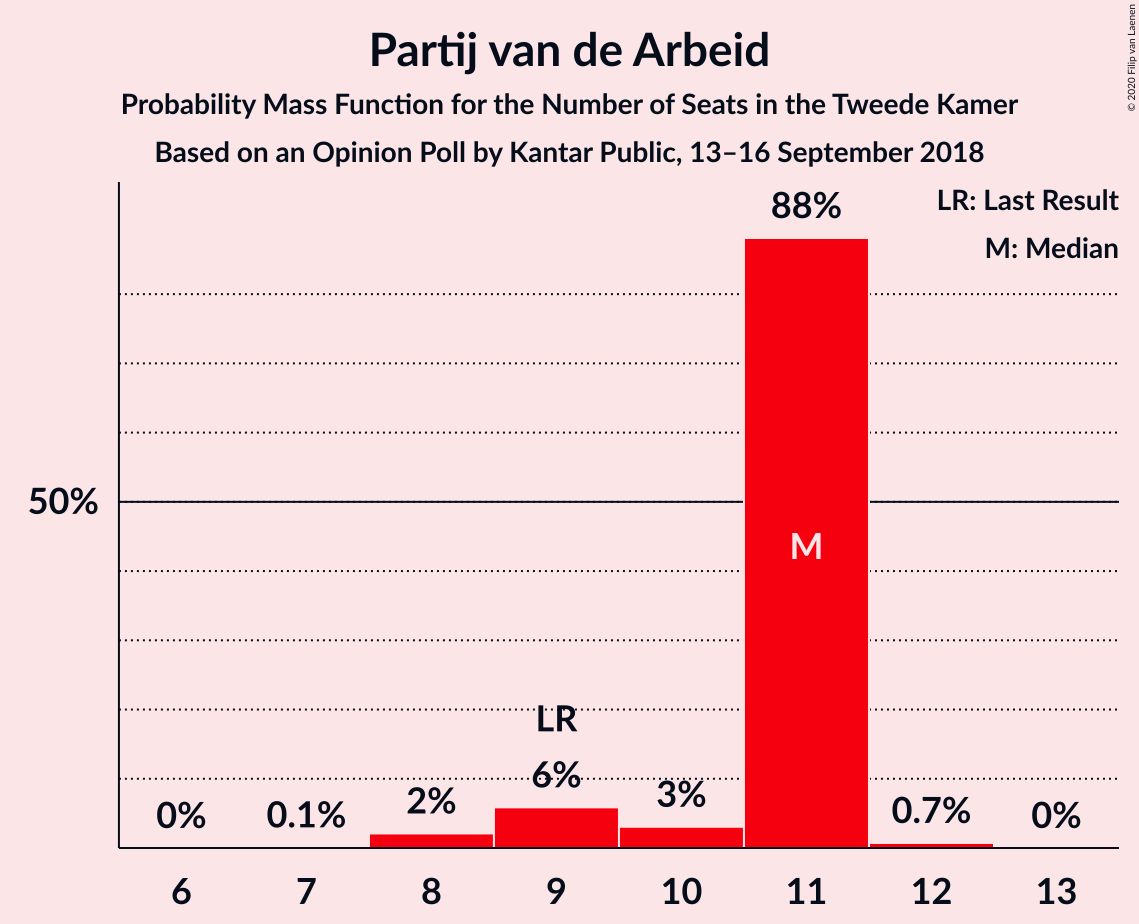 Partij van de Arbeid
Probability Mass Function for the Number of Seats in the Tweede Kamer
Based on an Opinion Poll by Kantar Public, 13–16 September 2018
© 2020 Filip van Laenen
LR: Last Result
M: Median
88%
50%
M
LR
0%
0.1%
2%
6%
3%
0.7%
0%
6 7 8 9 10 11 12 13